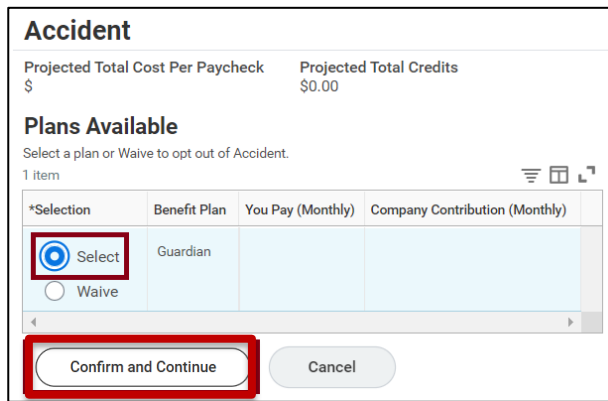 Accident
Projected Total Cost Per Paycheck Projected Total Credits
$ $0.00
Plans Available
Select a plan or Waive to opt out of Accident.
1 item
*Selection Benefit Plan You Pay (Monthly) Company Contribution (Monthly)
Select Guardian
Waive
Confirm and Continue Cancel